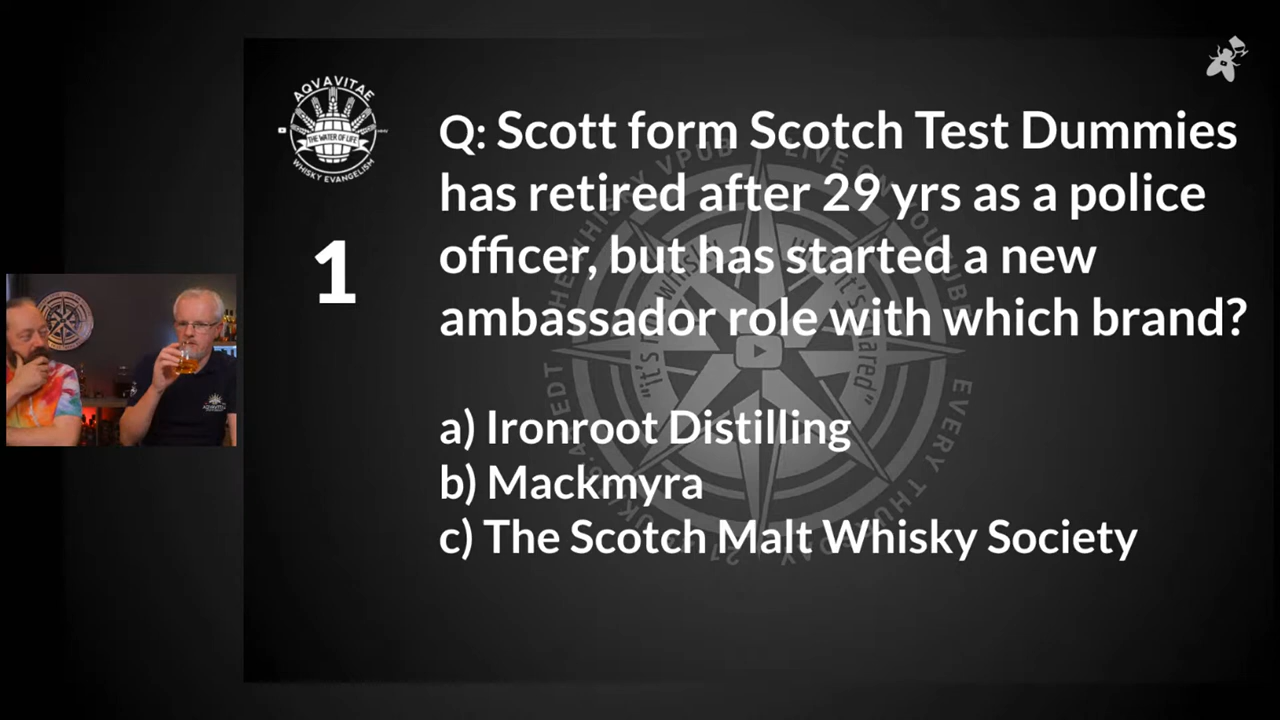 AQVAVITAE
THE WATER OF LIFE
WHISKY EVANGELISM
1
Q: Scott form Scotch Test Dummies
has retired after 29 yrs as a police
officer, but has started a new
ambassador role with which brand?
a) Ironroot Distilling
b) Mackmyra
c) The Scotch Malt Whisky Society